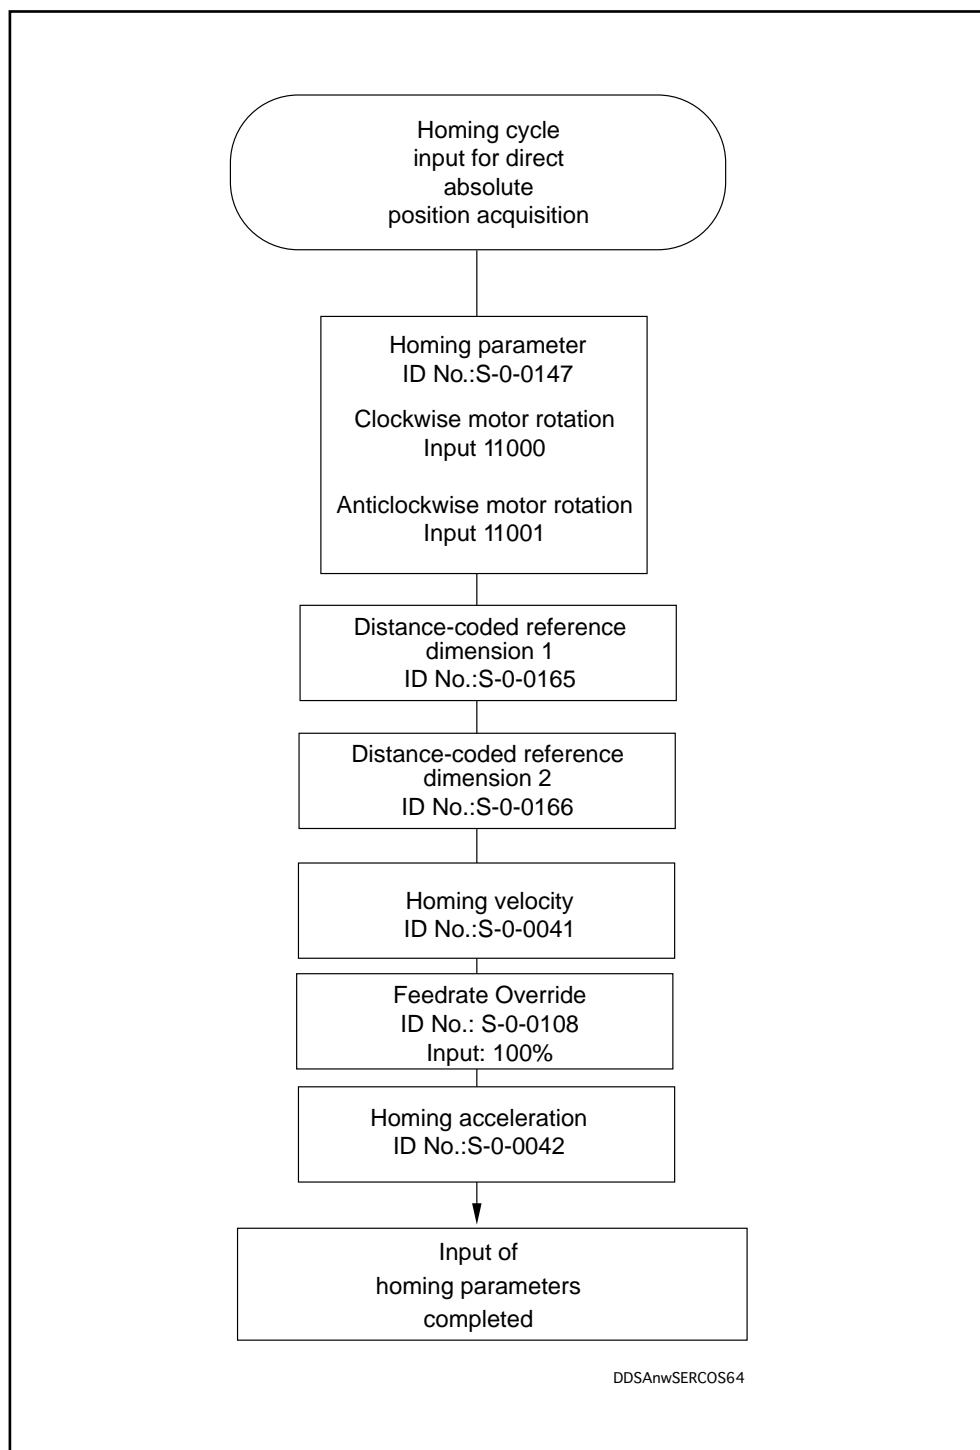 Homing cycle
input for direct
absolute
position acquisition
Homing parameter
ID No.:S-0-0147
Clockwise motor rotation
Input 11000
Anticlockwise motor rotation
Input 11001
Distance-coded reference
dimension 1
ID No.:S-0-0165
Distance-coded reference
dimension 2
ID No.:S-0-0166
Homing velocity
ID No.:S-0-0041
Feedrate Override
ID No.: S-0-0108
Input: 100%
Homing acceleration
ID No.:S-0-0042
Input of
homing parameters
completed
DDSAnwSERCOS64